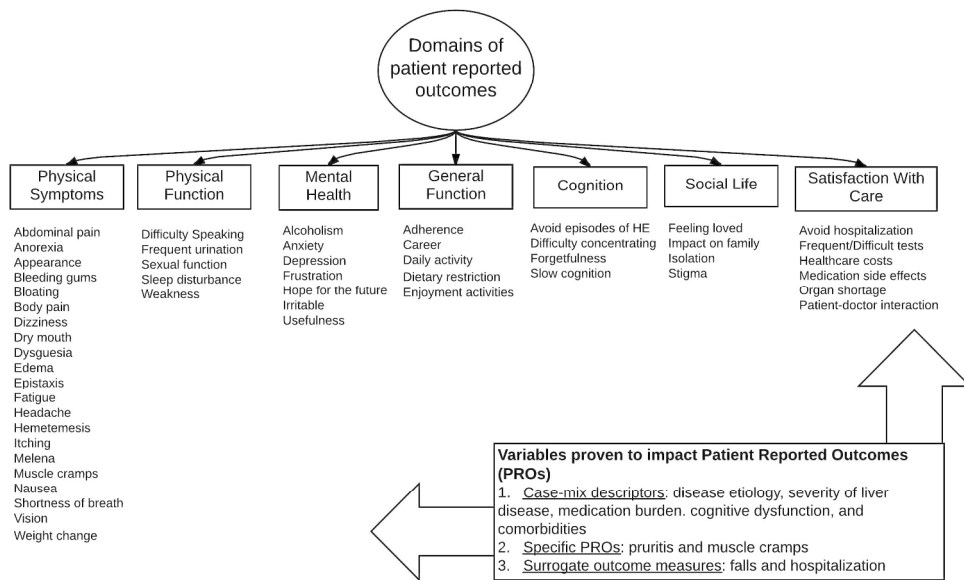 Domains of
patient reported
outcomes
Physical
Symptoms
Physical
Function
Mental
Health
General
Function
Cognition
Social Life
Satisfaction With
Care
Abdominal pain
Anorexia
Appearance
Bleeding gums
Bloating
Body pain
Dizziness
Dry mouth
Dysguesia
Edema
Epistaxis
Fatigue
Headache
Hemetemesis
Itching
Melena
Muscle cramps
Nausea
Shortness of breath
Vision
Weight change
Difficulty Speaking
Frequent urination
Sexual function
Sleep disturbance
Weakness
Alcoholism
Anxiety
Depression
Frustration
Hope for the future
Irritable
Usefulness
Adherence
Career
Daily activity
Dietary restriction
Enjoyment activities
Avoid episodes of HE
Difficulty concentrating
Forgetfulness
Slow cognition
Feeling loved
Impact on family
Isolation
Stigma
Avoid hospitalization
Frequent/Difficult tests
Healthcare costs
Medication side effects
Organ shortage
Patient-doctor interaction
Variables proven to impact Patient Reported Outcomes
(PROs)
1. Case-mix descriptors: disease etiology, severity of liver
disease, medication burden. cognitive dysfunction, and
comorbidities
2. Specific PROs: pruritis and muscle cramps
3. Surrogate outcome measures: falls and hospitalization